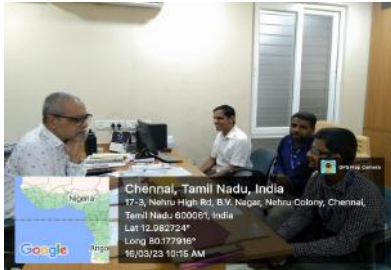 GPS Map Camera
Nigeria
Ango
Google
Chennai, Tamil Nadu, India
17-3, Nehru High Rd, B.V. Nagar, Nehru Colony, Chennai,
Tamil Nadu 600061, India
Lat 12.982724°
Long 80.177916°
16/03/23 10:15 AM